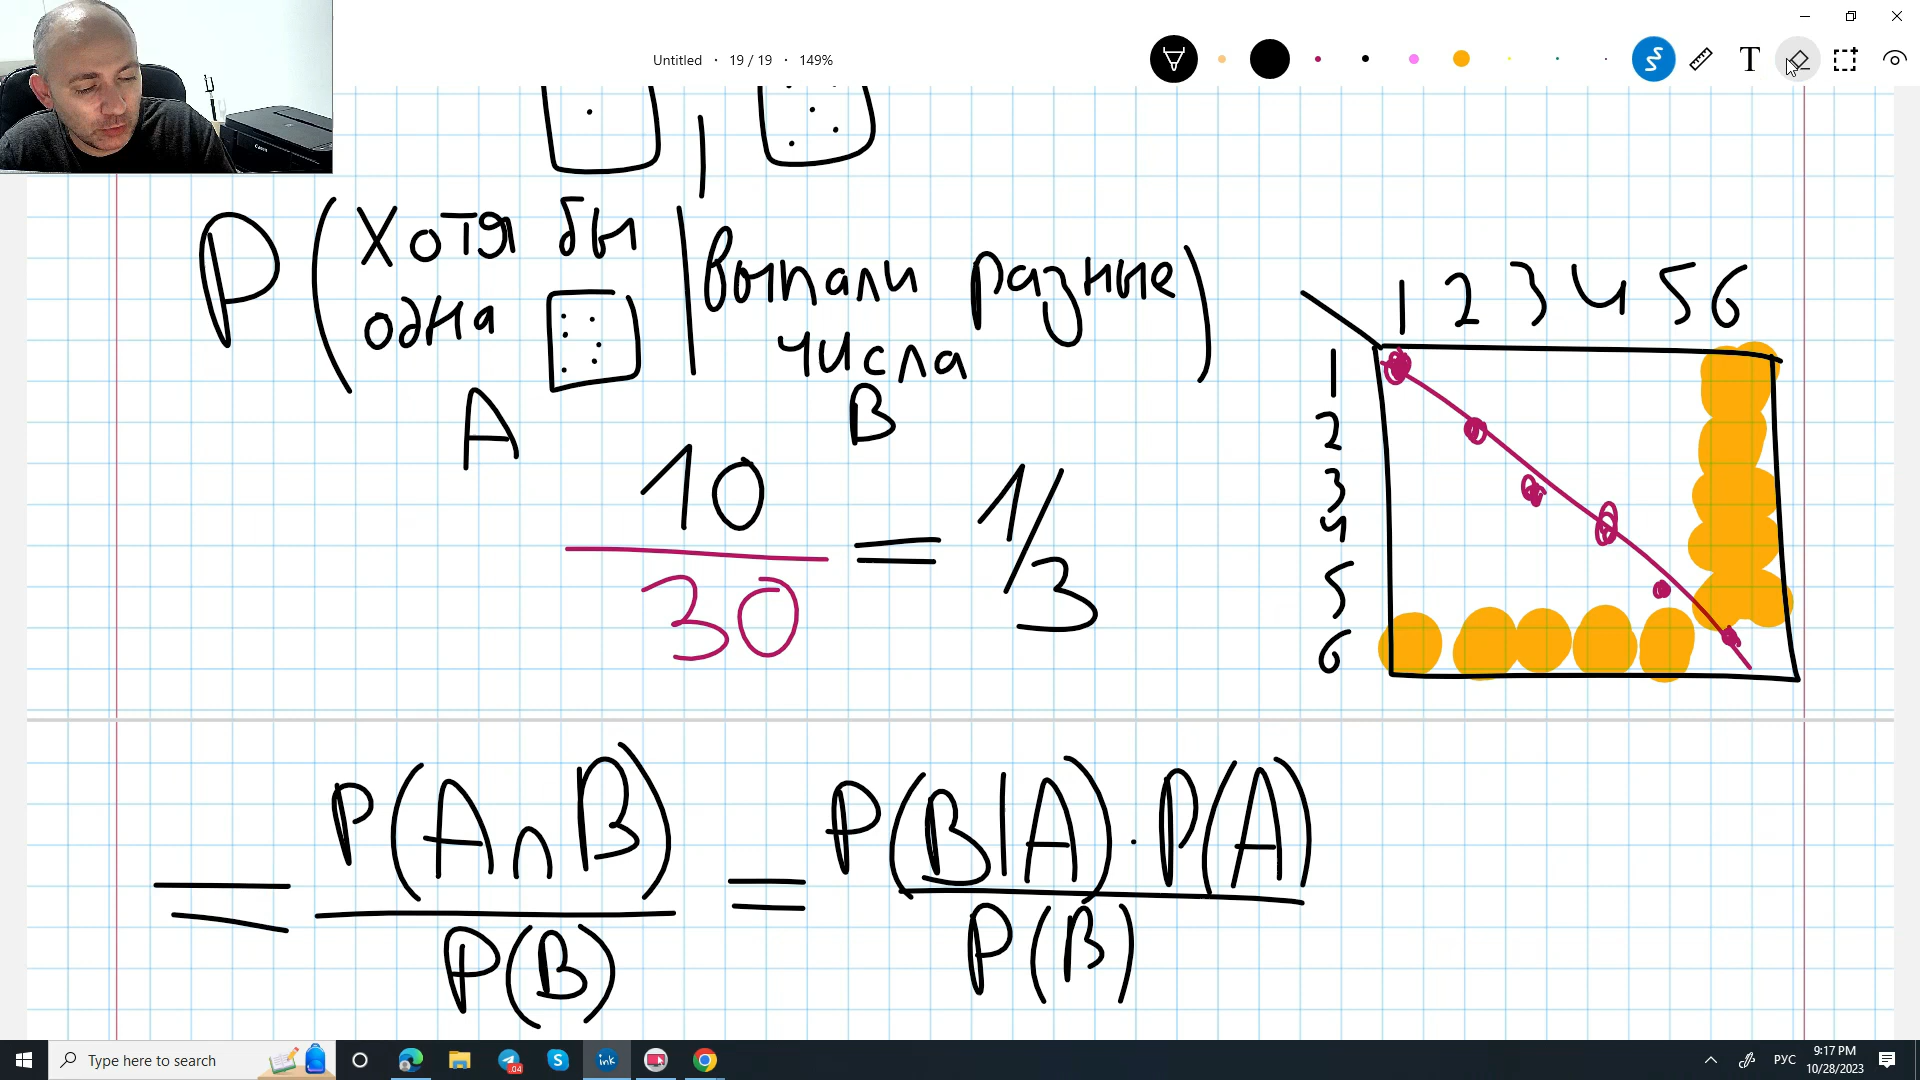 Untitled · 19 / 19 · 149%
P(Хотя бы одна | выпали разные числа)
A B
10/30 = 1/3
1 2 3 4 5 6
1
2
3
4
5
6
= P(A∩B)/P(B) = P(B|A)·P(A)/P(B)
Type here to search
ink
РУС
9:17 PM
10/28/2023